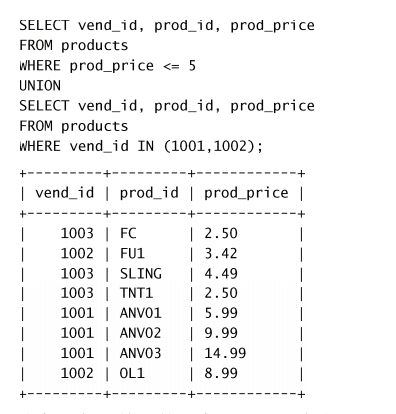 SELECT vend_id, prod_id, prod_price
FROM products
WHERE prod_price <= 5
UNION
SELECT vend_id, prod_id, prod_price
FROM products
WHERE vend_id IN (1001,1002);
+---------+---------+------------+
| vend_id | prod_id | prod_price |
+---------+---------+------------+
|    1003 | FC      | 2.50       |
|    1002 | FU1     | 3.42       |
|    1003 | SLING   | 4.49       |
|    1003 | TNT1    | 2.50       |
|    1001 | ANV01   | 5.99       |
|    1001 | ANV02   | 9.99       |
|    1001 | ANV03   | 14.99      |
|    1002 | OL1     | 8.99       |
+---------+---------+------------+